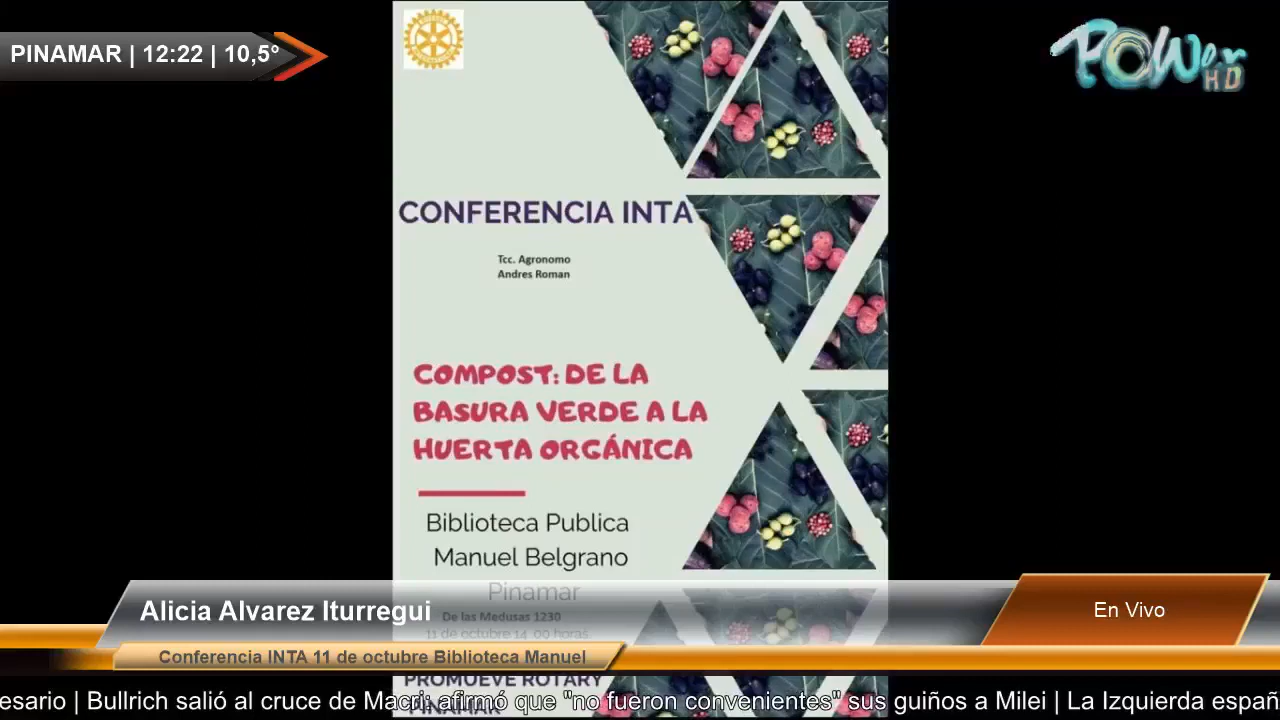 PINAMAR | 12:22 | 10,5°
POWer
HD
CONFERENCIA INTA
Tcc. Agronomo
Andres Roman
COMPOST: DE LA
BASURA VERDE A LA
HUERTA ORGÁNICA
Biblioteca Publica
Manuel Belgrano
Pinamar
De las Medusas 1230
11 de octubre 14 00 horas
Alicia Alvarez Iturregui
En Vivo
Conferencia INTA 11 de octubre Biblioteca Manuel
PROMUEVE ROTARY
PINAMAR
esario | Bullrich salió al cruce de Macri: afirmó que "no fueron convenientes" sus guiños a Milei | La Izquierda españ